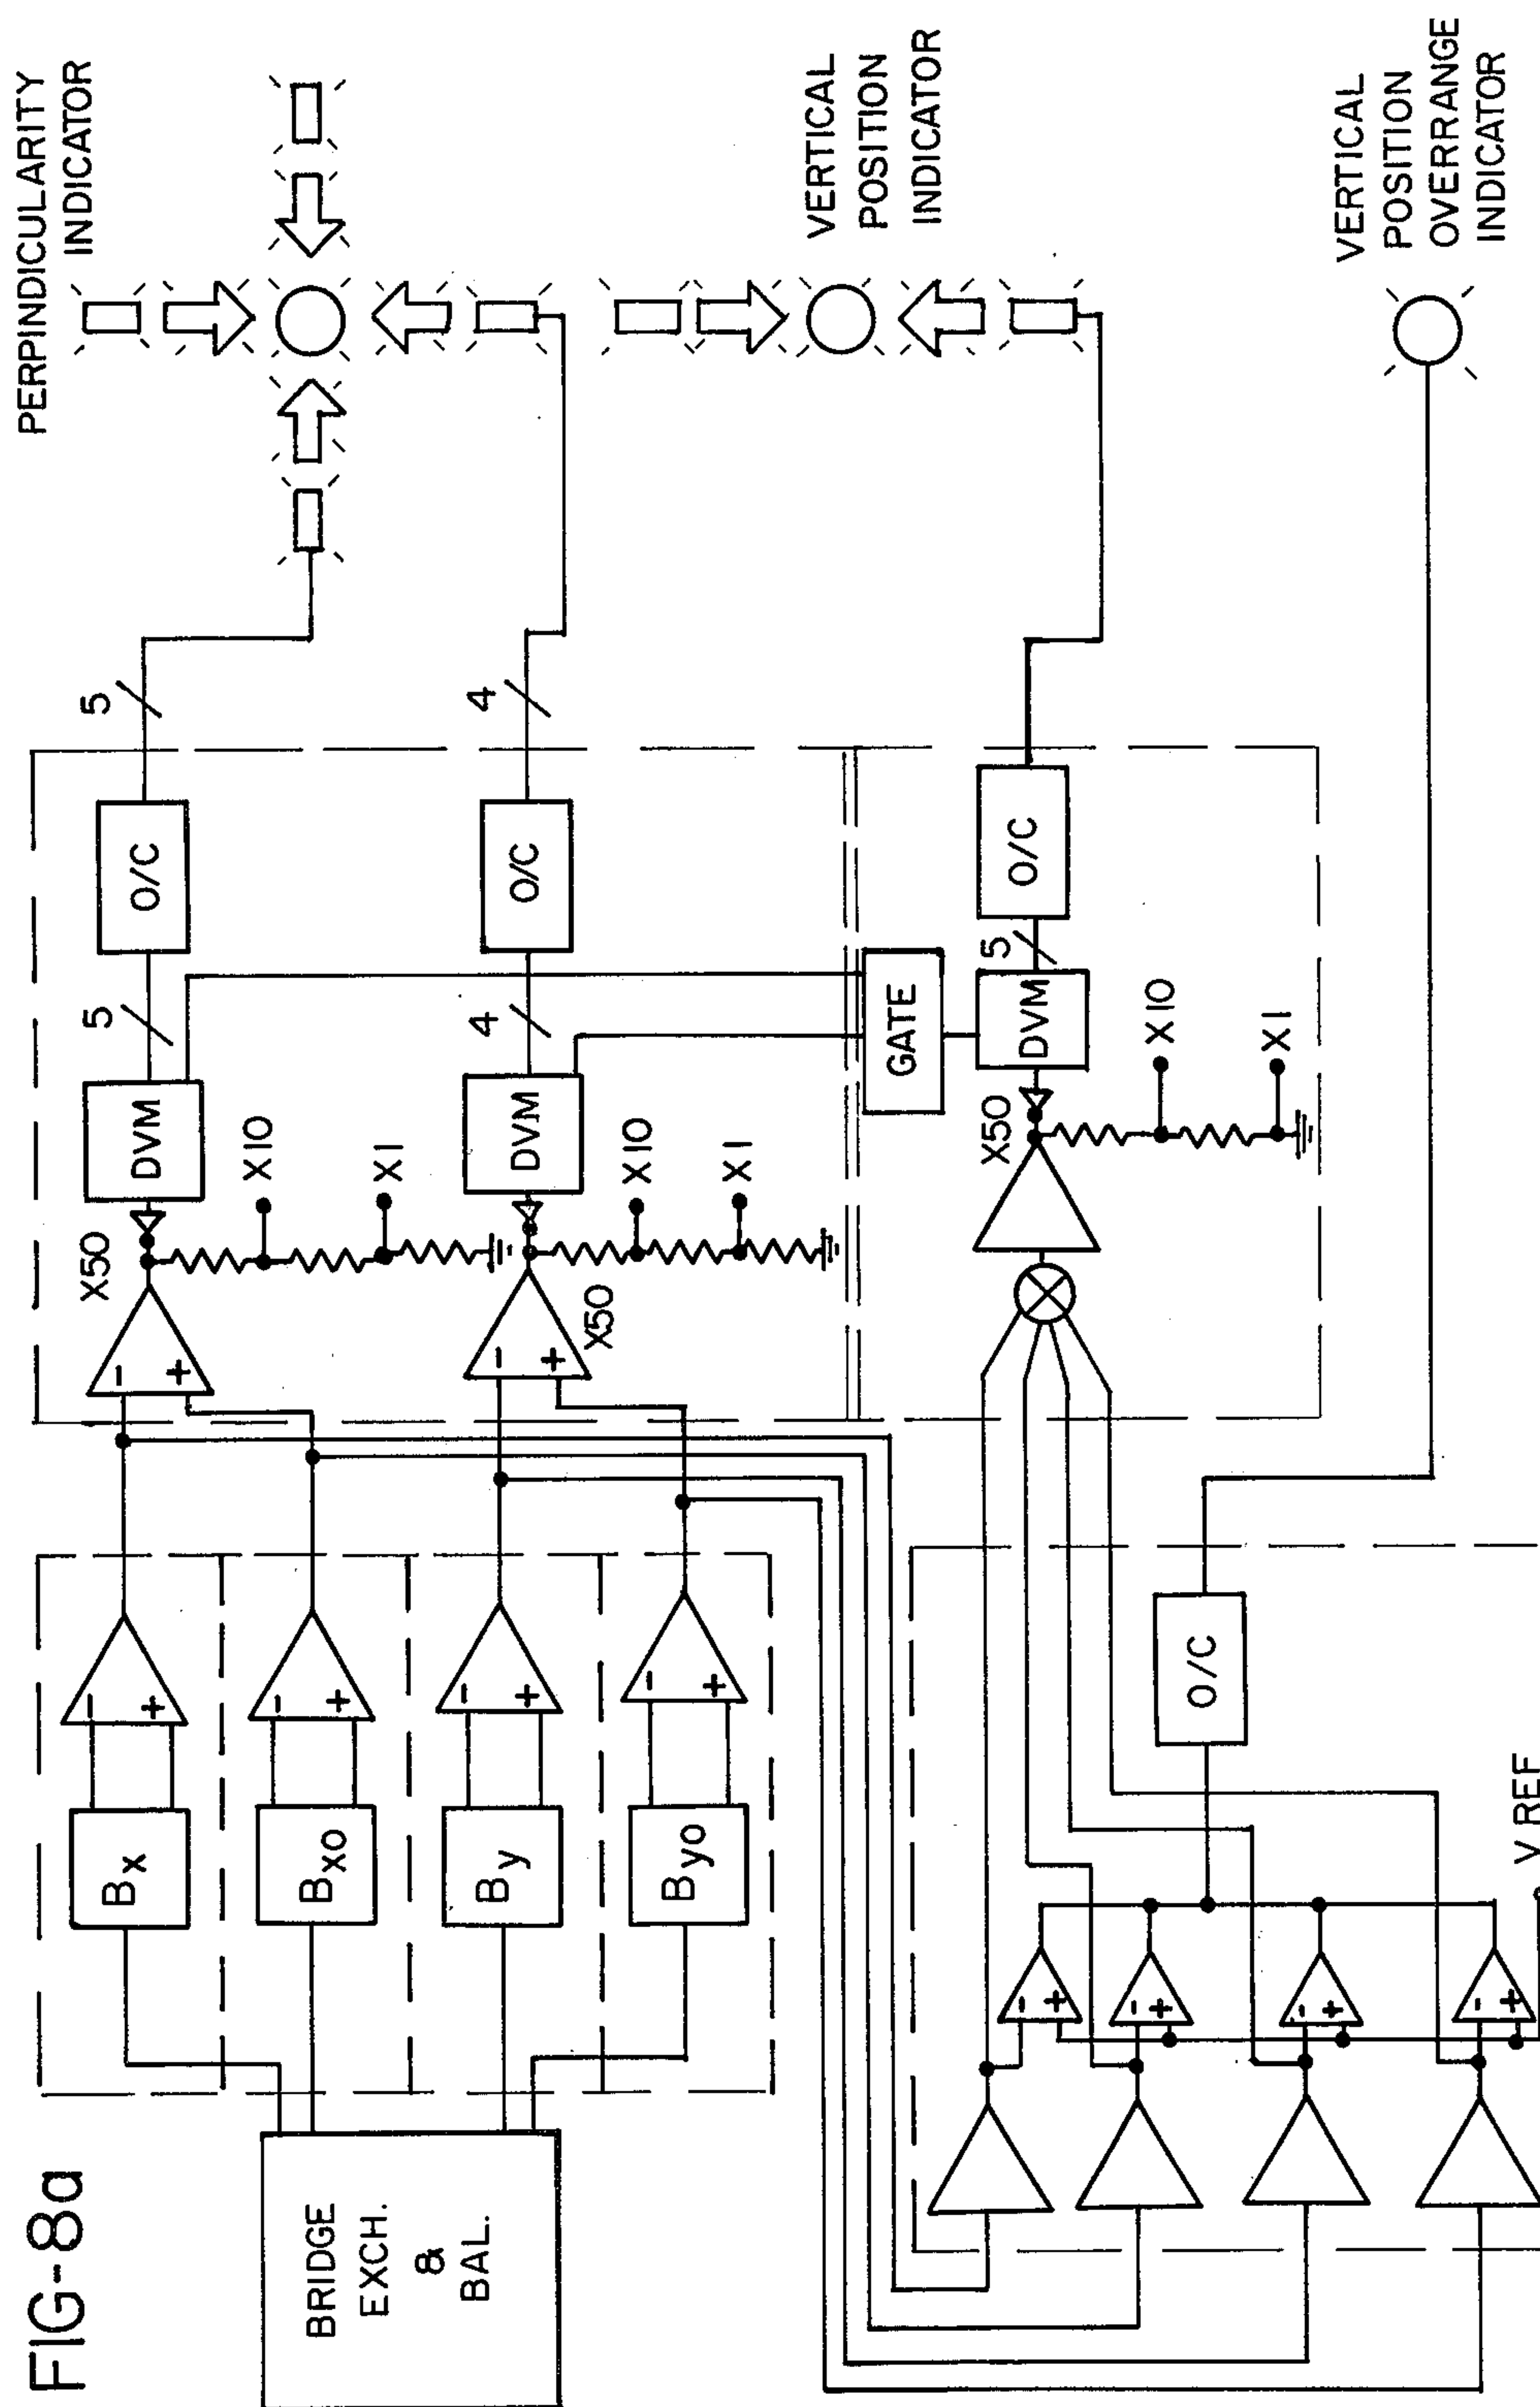 FIG-8a
BRIDGE
EXCH.
&
BAL.
Bx
Bxo
By
Byo
-
+
-
+
-
+
-
+
-
+
X50
X10
X1
DVM
5
O/C
5
-
+
X50
X10
X1
DVM
4
O/C
4
GATE
X50
X10
X1
DVM
5
O/C
-
+
-
+
-
+
-
+
V REF
O/C
PERPINDICULARITY
INDICATOR
VERTICAL
POSITION
INDICATOR
VERTICAL
POSITION
OVERRANGE
INDICATOR